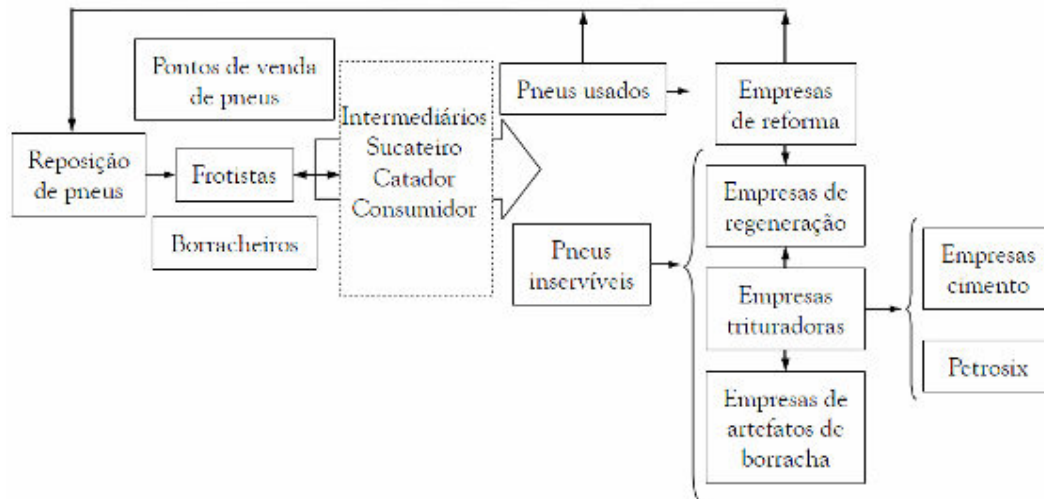 Pontos de venda
de pneus
Reposição
de pneus
Frotistas
Borracheiros
Intermediários
Sucateiro
Catador
Consumidor
Pneus usados
Pneus
inservíveis
Empresas
de reforma
Empresas de
regeneração
Empresas
trituradoras
Empresas de
artefatos de
borracha
Empresas
cimento
Petrosix